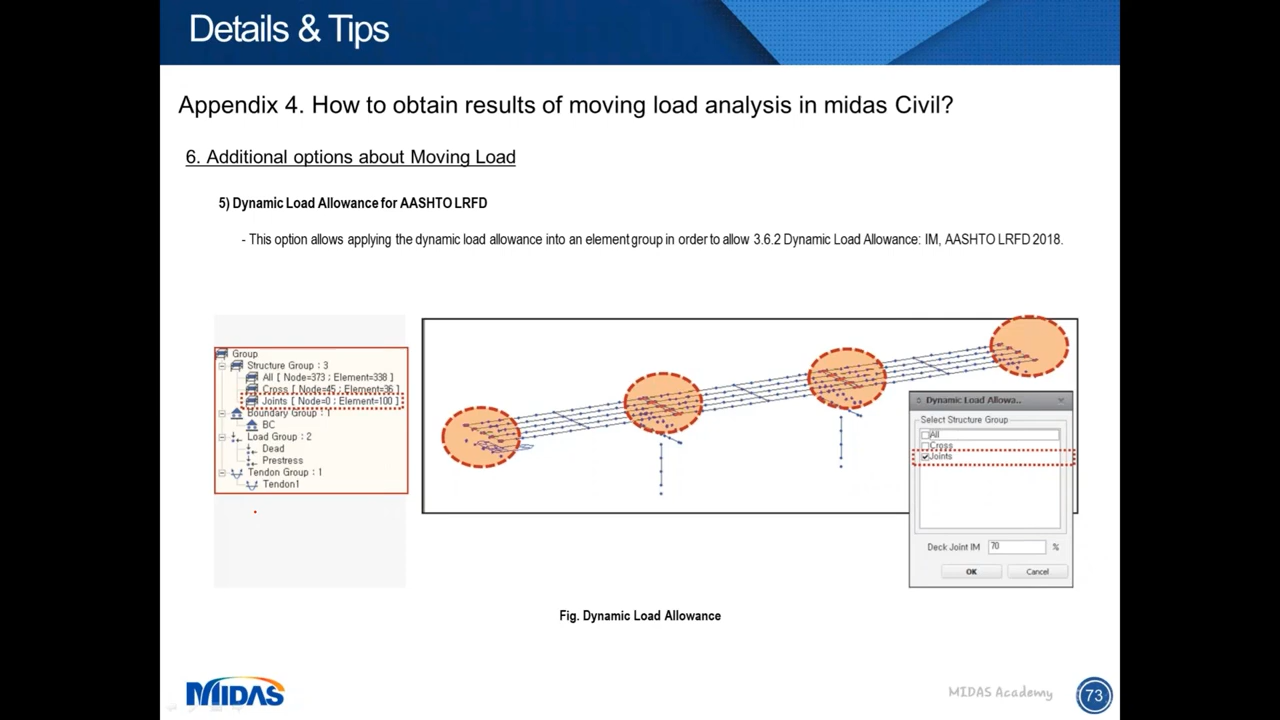 Details & Tips
Appendix 4. How to obtain results of moving load analysis in midas Civil?
6. Additional options about Moving Load
5) Dynamic Load Allowance for AASHTO LRFD
- This option allows applying the dynamic load allowance into an element group in order to allow 3.6.2 Dynamic Load Allowance: IM, AASHTO LRFD 2018.
Group
Structure Group : 3
All [ Node=373 ; Element=338 ]
Cross [ Node=45 ; Element=36 ]
Joints [ Node=0 ; Element=100 ]
Boundary Group : 1
BC
Load Group : 2
Dead
Prestress
Tendon Group : 1
Tendon1
Dynamic Load Allowa..
Select Structure Group
All
Cross
Joints
Deck Joint IM 70 %
OK Cancel
Fig. Dynamic Load Allowance
MIDAS
MIDAS Academy
73